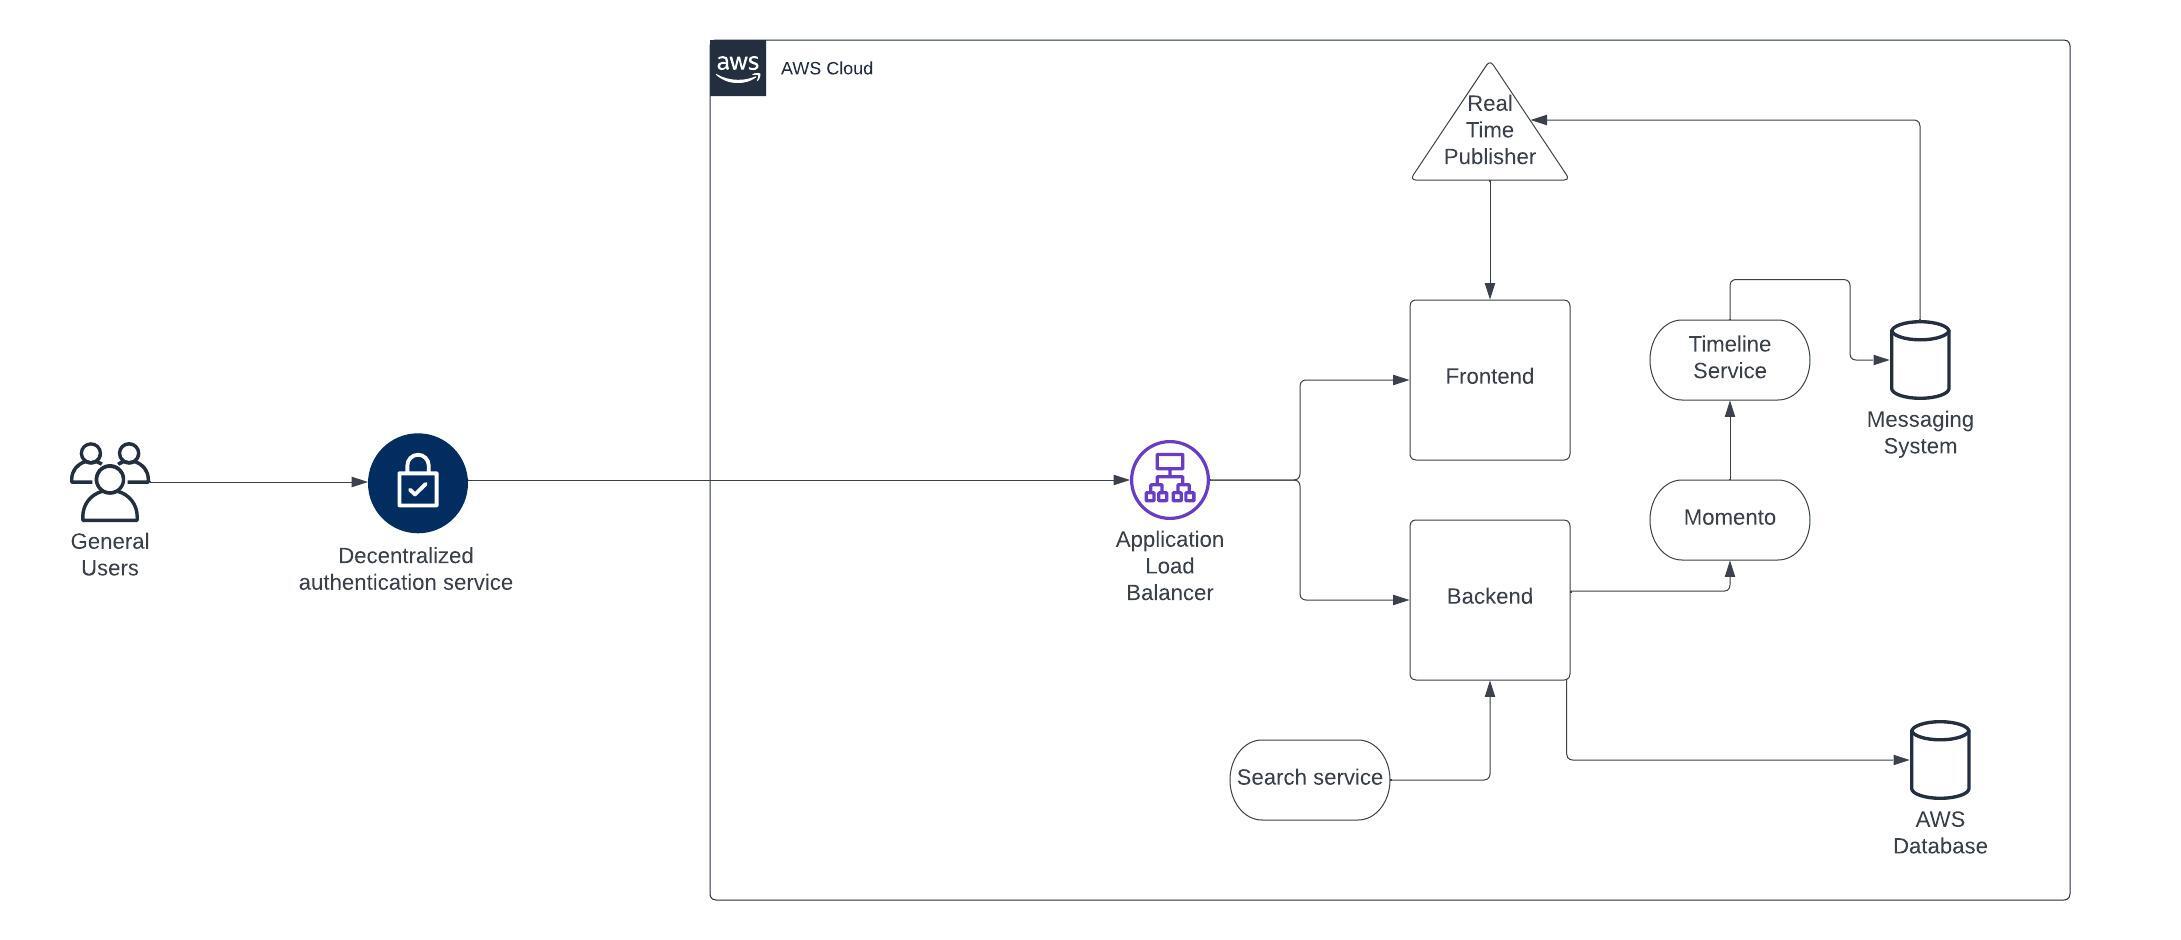 aws
AWS Cloud
Real
Time
Publisher
Frontend
Timeline
Service
Messaging
System
General
Users
Decentralized
authentication service
Application
Load
Balancer
Momento
Backend
Search service
AWS
Database